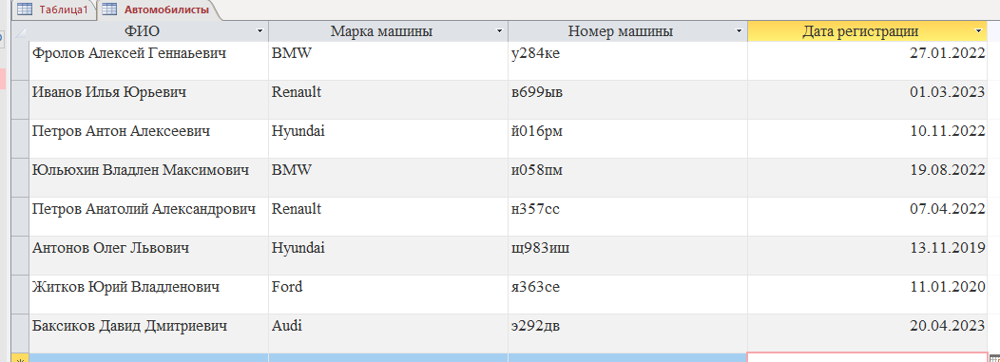 Таблица1 Автомобилисты
ФИО Марка машины Номер машины Дата регистрации
Фролов Алексей Геннаьевич BMW у284ке 27.01.2022
Иванов Илья Юрьевич Renault в699ыв 01.03.2023
Петров Антон Алексеевич Hyundai й016рм 10.11.2022
Юльюхин Владлен Максимович BMW и058пм 19.08.2022
Петров Анатолий Александрович Renault н357сс 07.04.2022
Антонов Олег Львович Hyundai щ983иш 13.11.2019
Житков Юрий Владленович Ford я363се 11.01.2020
Баксиков Давид Дмитриевич Audi э292дв 20.04.2023